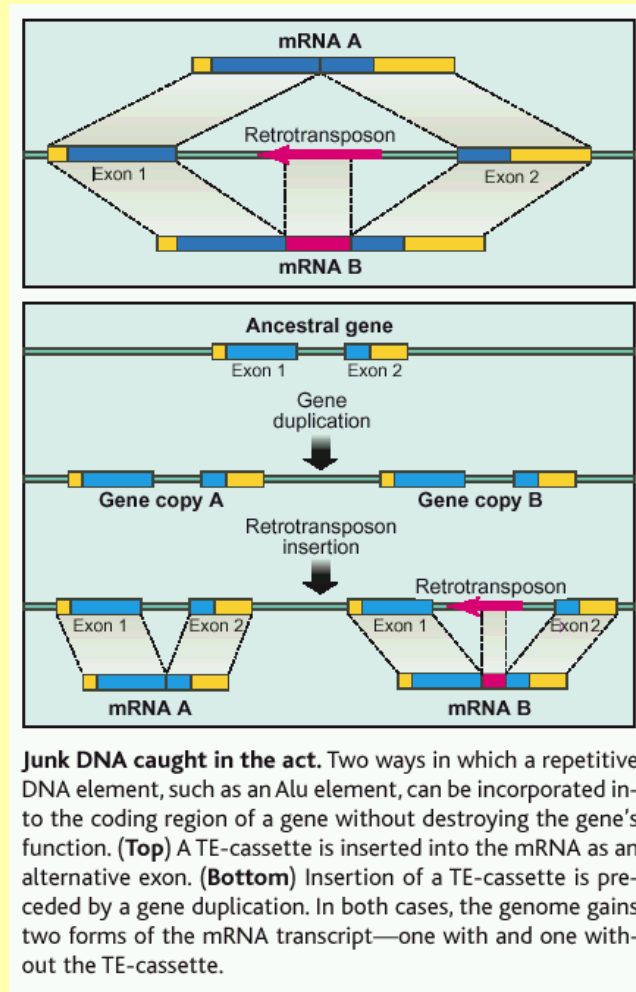 mRNA A
Retrotransposon
Exon 1
Exon 2
mRNA B
Ancestral gene
Exon 1
Exon 2
Gene
duplication
Gene copy A
Gene copy B
Retrotransposon
insertion
Retrotransposon
Exon 1
Exon 2
Exon 1
Exon2
mRNA A
mRNA B
Junk DNA caught in the act. Two ways in which a repetitive
DNA element, such as an Alu element, can be incorporated in-
to the coding region of a gene without destroying the gene's
function. (Top) A TE-cassette is inserted into the mRNA as an
alternative exon. (Bottom) Insertion of a TE-cassette is pre-
ceded by a gene duplication. In both cases, the genome gains
two forms of the mRNA transcript—one with and one with-
out the TE-cassette.